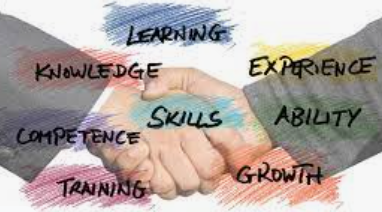 LEARNING
KNOWLEDGE
EXPERIENCE
SKILLS
ABILITY
COMPETENCE
TRAINING
GROWTH